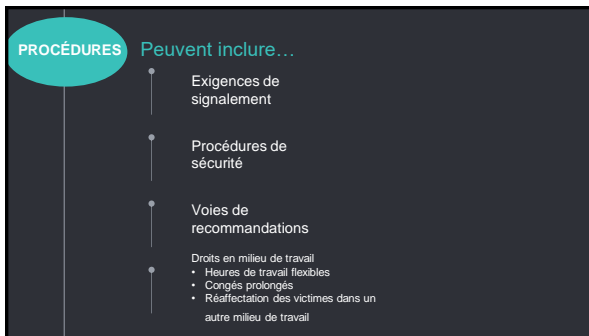 PROCÉDURES
Peuvent inclure…
Exigences de
signalement
Procédures de
sécurité
Voies de
recommandations
Droits en milieu de travail
• Heures de travail flexibles
• Congés prolongés
• Réaffectation des victimes dans un
autre milieu de travail